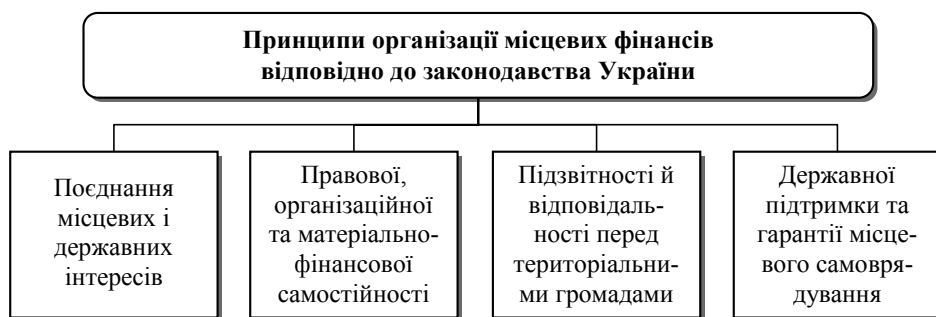 Принципи організації місцевих фінансів
відповідно до законодавства України
Поєднання
місцевих і
державних
інтересів
Правової,
організаційної
та матеріально-
фінансової
самостійності
Підзвітності й
відповідаль-
ності перед
територіальни-
ми громадами
Державної
підтримки та
гарантії місце-
вого самовря-
дування